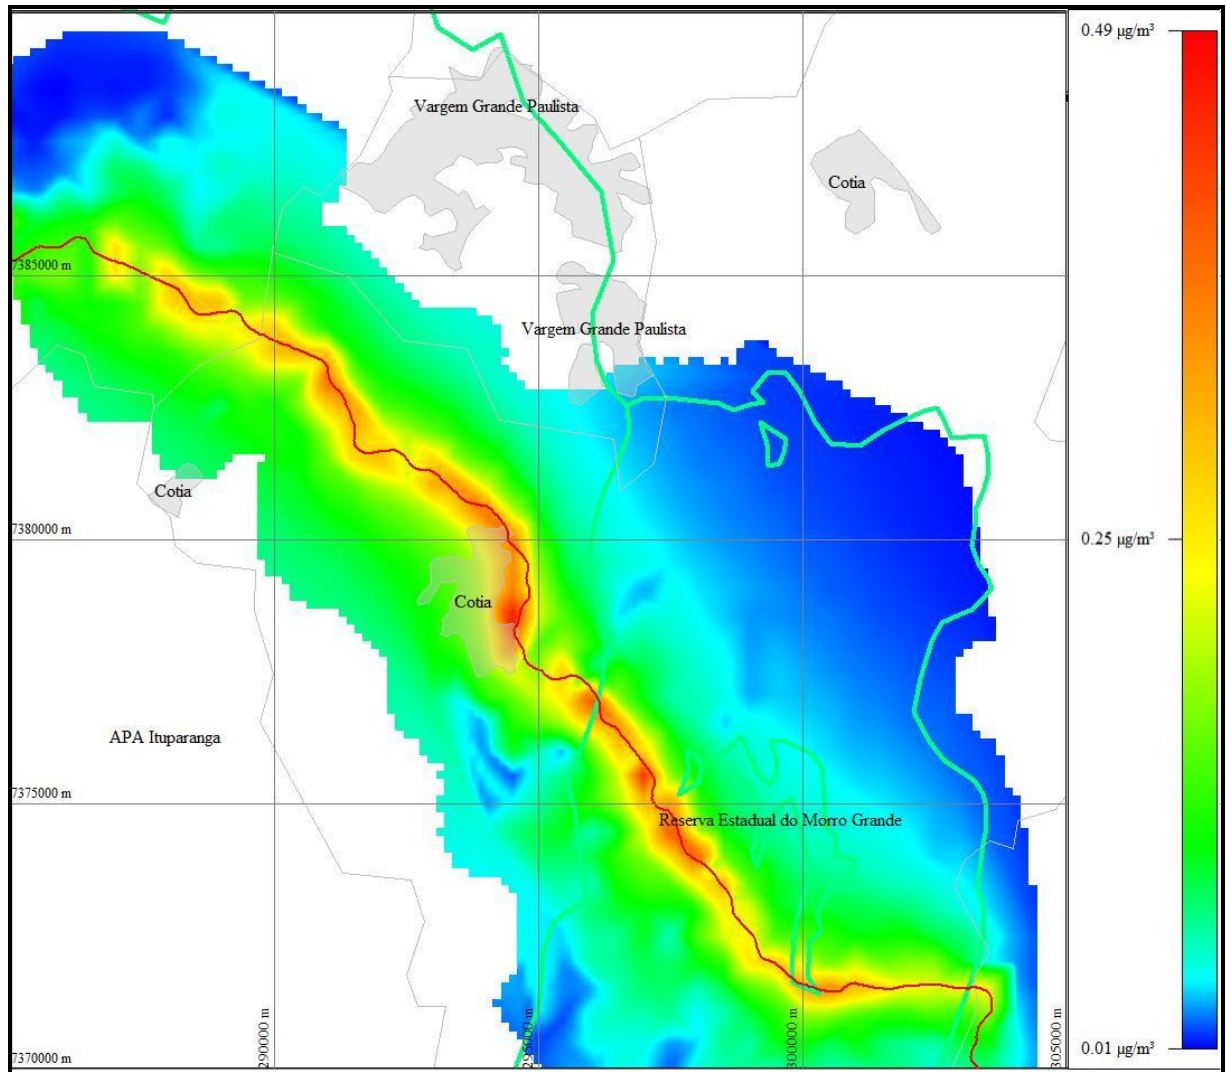 0.49 µg/m³
Vargem Grande Paulista
Cotia
7385000 m
Vargem Grande Paulista
Cotia
7380000 m
0.25 µg/m³
Cotia
APA Ituparanga
7375000 m
Reserva Estadual do Morro Grande
7370000 m
290000 m
295000 m
300000 m
305000 m
0.01 µg/m³